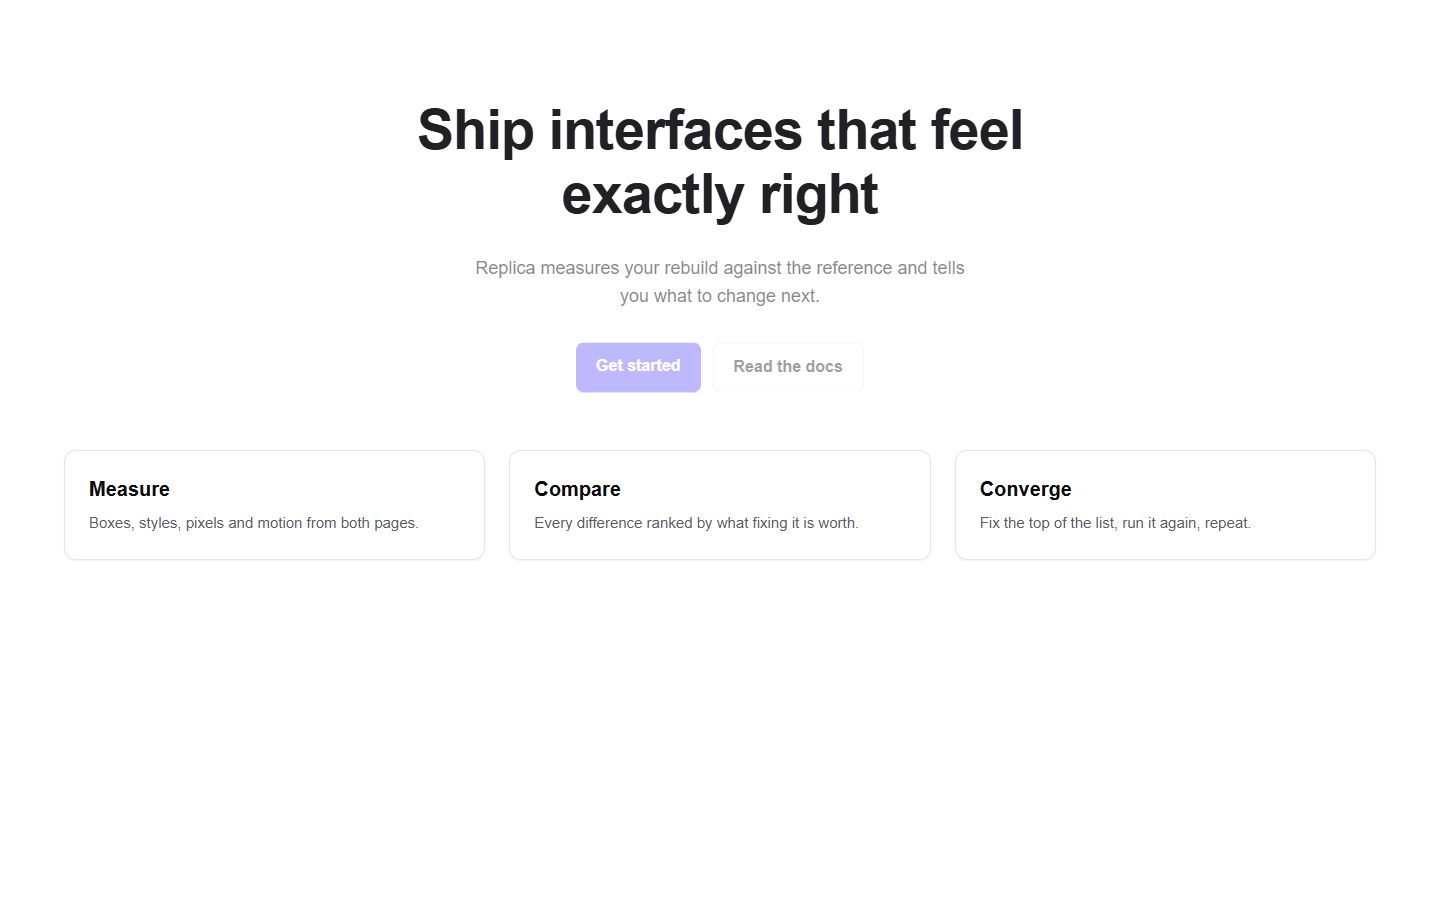 Ship interfaces that feel
exactly right
Replica measures your rebuild against the reference and tells
you what to change next.
Get started
Read the docs
Measure
Boxes, styles, pixels and motion from both pages.
Compare
Every difference ranked by what fixing it is worth.
Converge
Fix the top of the list, run it again, repeat.